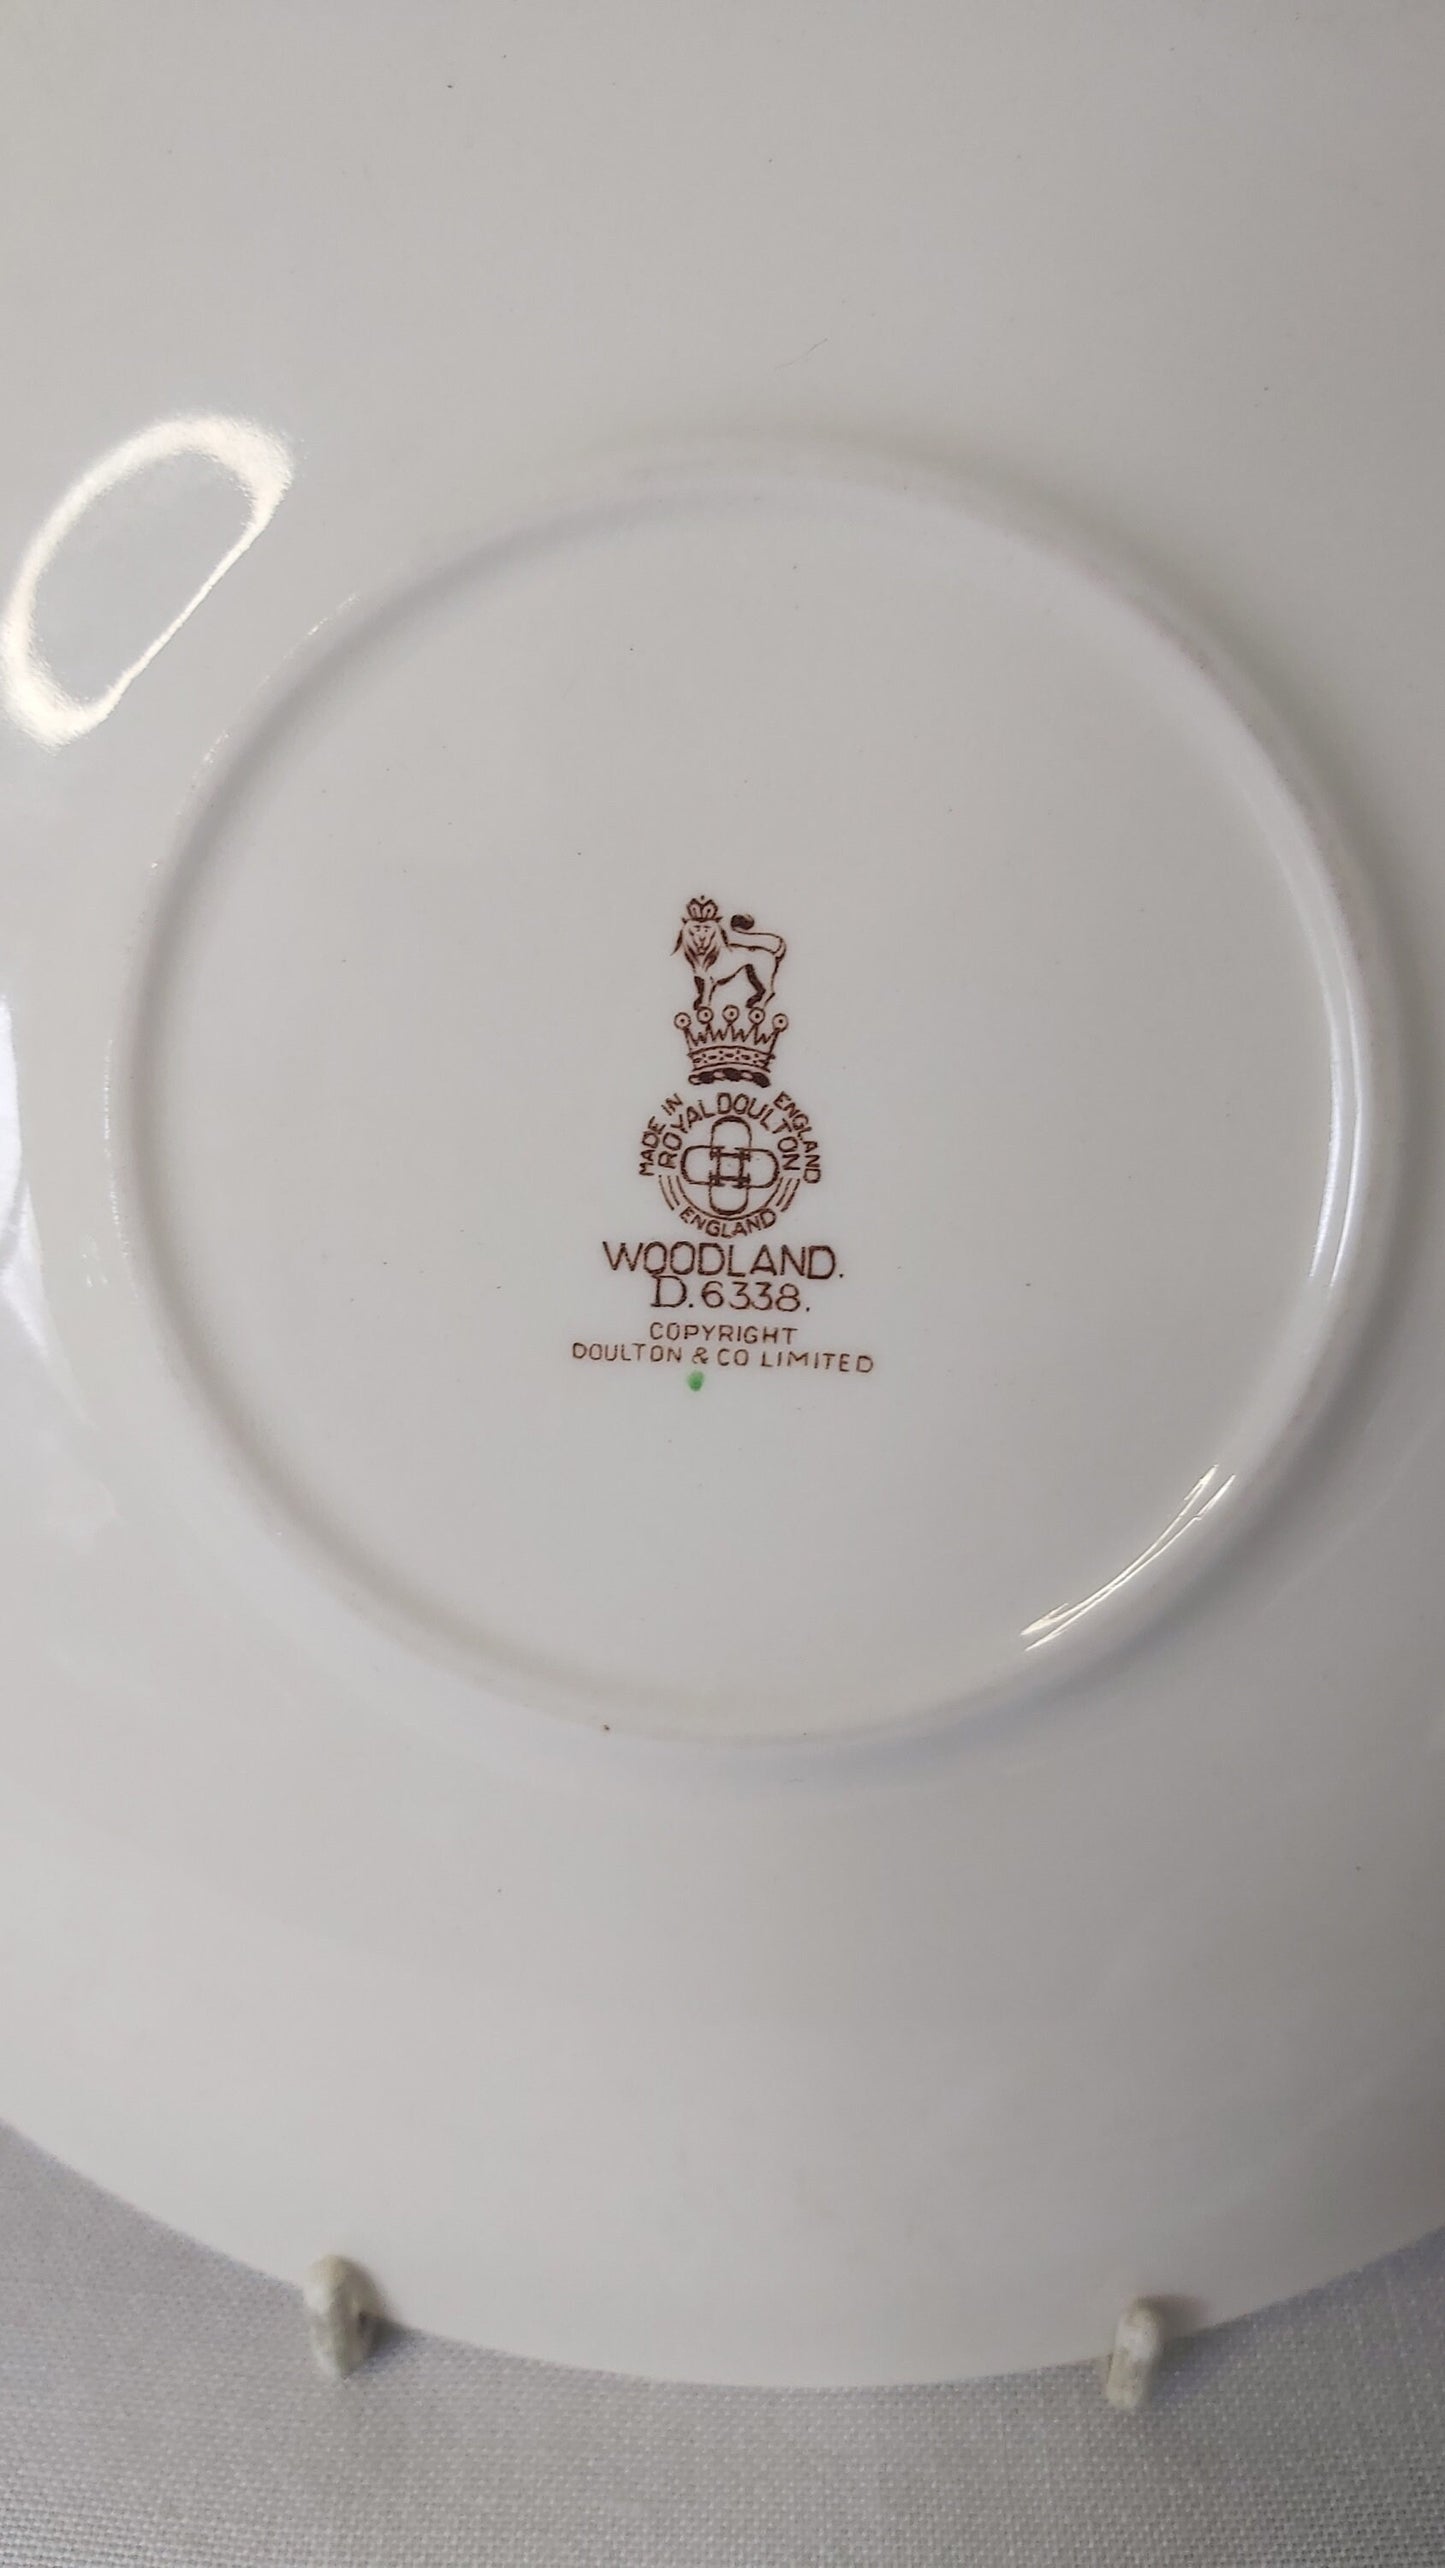 MADE IN ENGLAND
ROYAL DOULTON
ENGLAND
WOODLAND.
D.6338.
COPYRIGHT
DOULTON & CO LIMITED